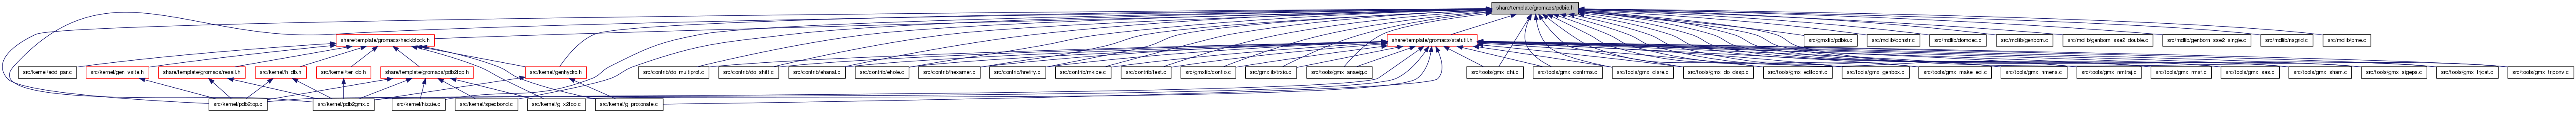 share/template/gromacs/pdbio.h
share/template/gromacs/hackblock.h
share/template/gromacs/statutil.h
src/gmxlib/pdbio.c
src/mdlib/constr.c
src/mdlib/domdec.c
src/mdlib/genborn.c
src/mdlib/genborn_sse2_double.c
src/mdlib/genborn_sse2_single.c
src/mdlib/nsgrid.c
src/mdlib/pme.c
src/kernel/add_par.c
src/kernel/gen_vsite.h
share/template/gromacs/resall.h
src/kernel/h_db.h
src/kernel/ter_db.h
share/template/gromacs/pdb2top.h
src/kernel/genhydro.h
src/contrib/do_multiprot.c
src/contrib/do_shift.c
src/contrib/ehanal.c
src/contrib/ehole.c
src/contrib/hexamer.c
src/contrib/hrefify.c
src/contrib/mkice.c
src/contrib/test.c
src/gmxlib/confio.c
src/gmxlib/trxio.c
src/tools/gmx_anaeig.c
src/tools/gmx_chi.c
src/tools/gmx_confrms.c
src/tools/gmx_disre.c
src/tools/gmx_do_dssp.c
src/tools/gmx_editconf.c
src/tools/gmx_genbox.c
src/tools/gmx_make_edi.c
src/tools/gmx_nmens.c
src/tools/gmx_nmtraj.c
src/tools/gmx_rmsf.c
src/tools/gmx_sas.c
src/tools/gmx_sham.c
src/tools/gmx_sigeps.c
src/tools/gmx_trjcat.c
src/tools/gmx_trjconv.c
src/kernel/pdb2top.c
src/kernel/pdb2gmx.c
src/kernel/hizzie.c
src/kernel/specbond.c
src/kernel/g_x2top.c
src/kernel/g_protonate.c